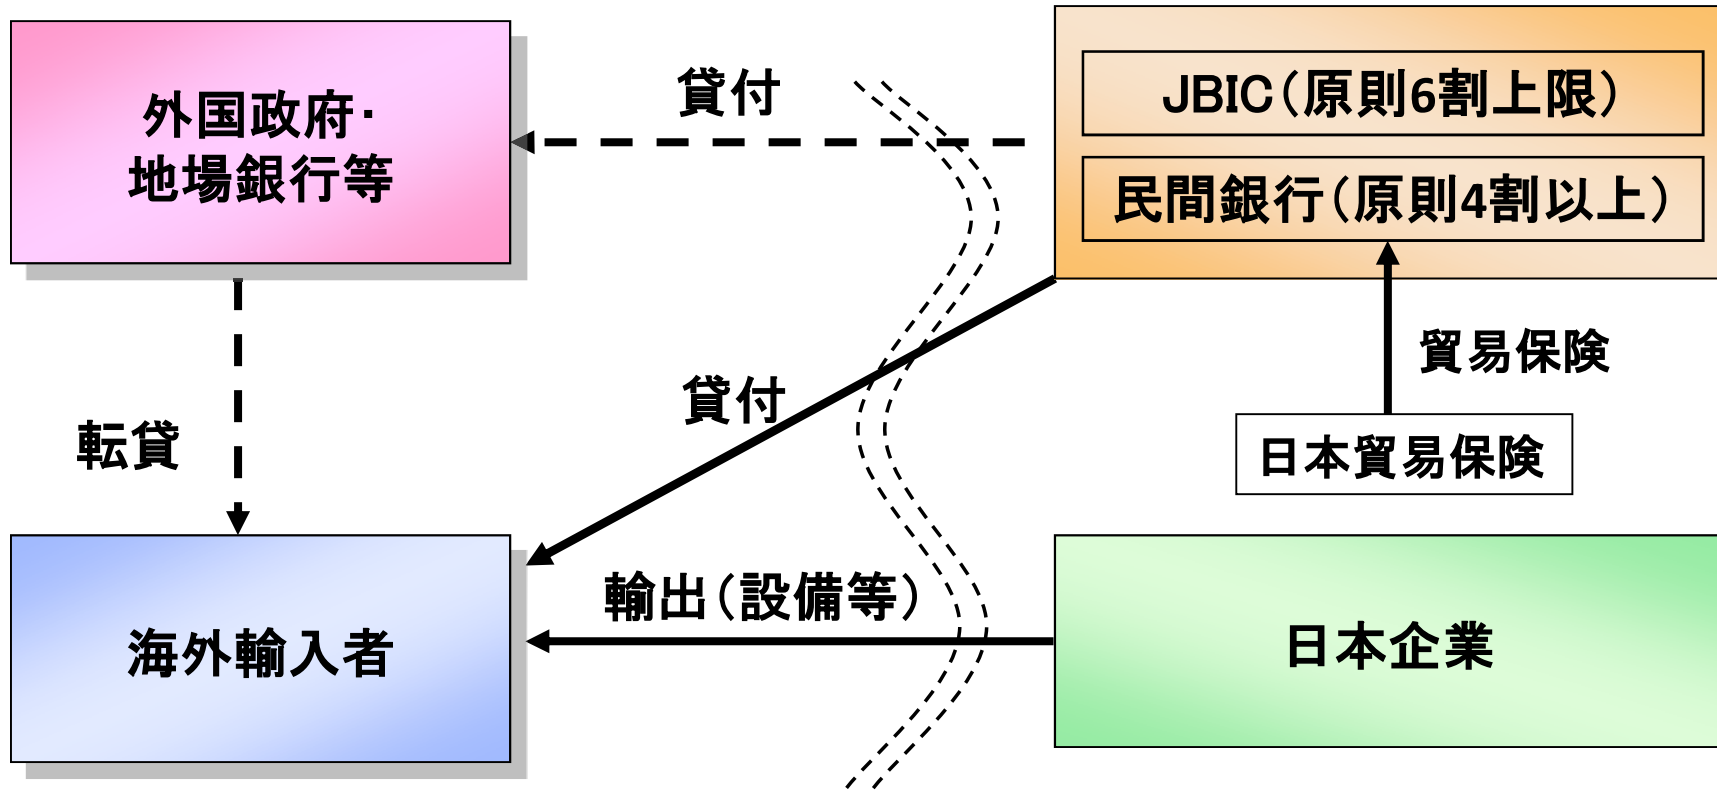 外国政府・
地場銀行等
貸付
JBIC（原則6割上限）
民間銀行（原則4割以上）
貿易保険
日本貿易保険
貸付
転貸
輸出（設備等）
海外輸入者
日本企業